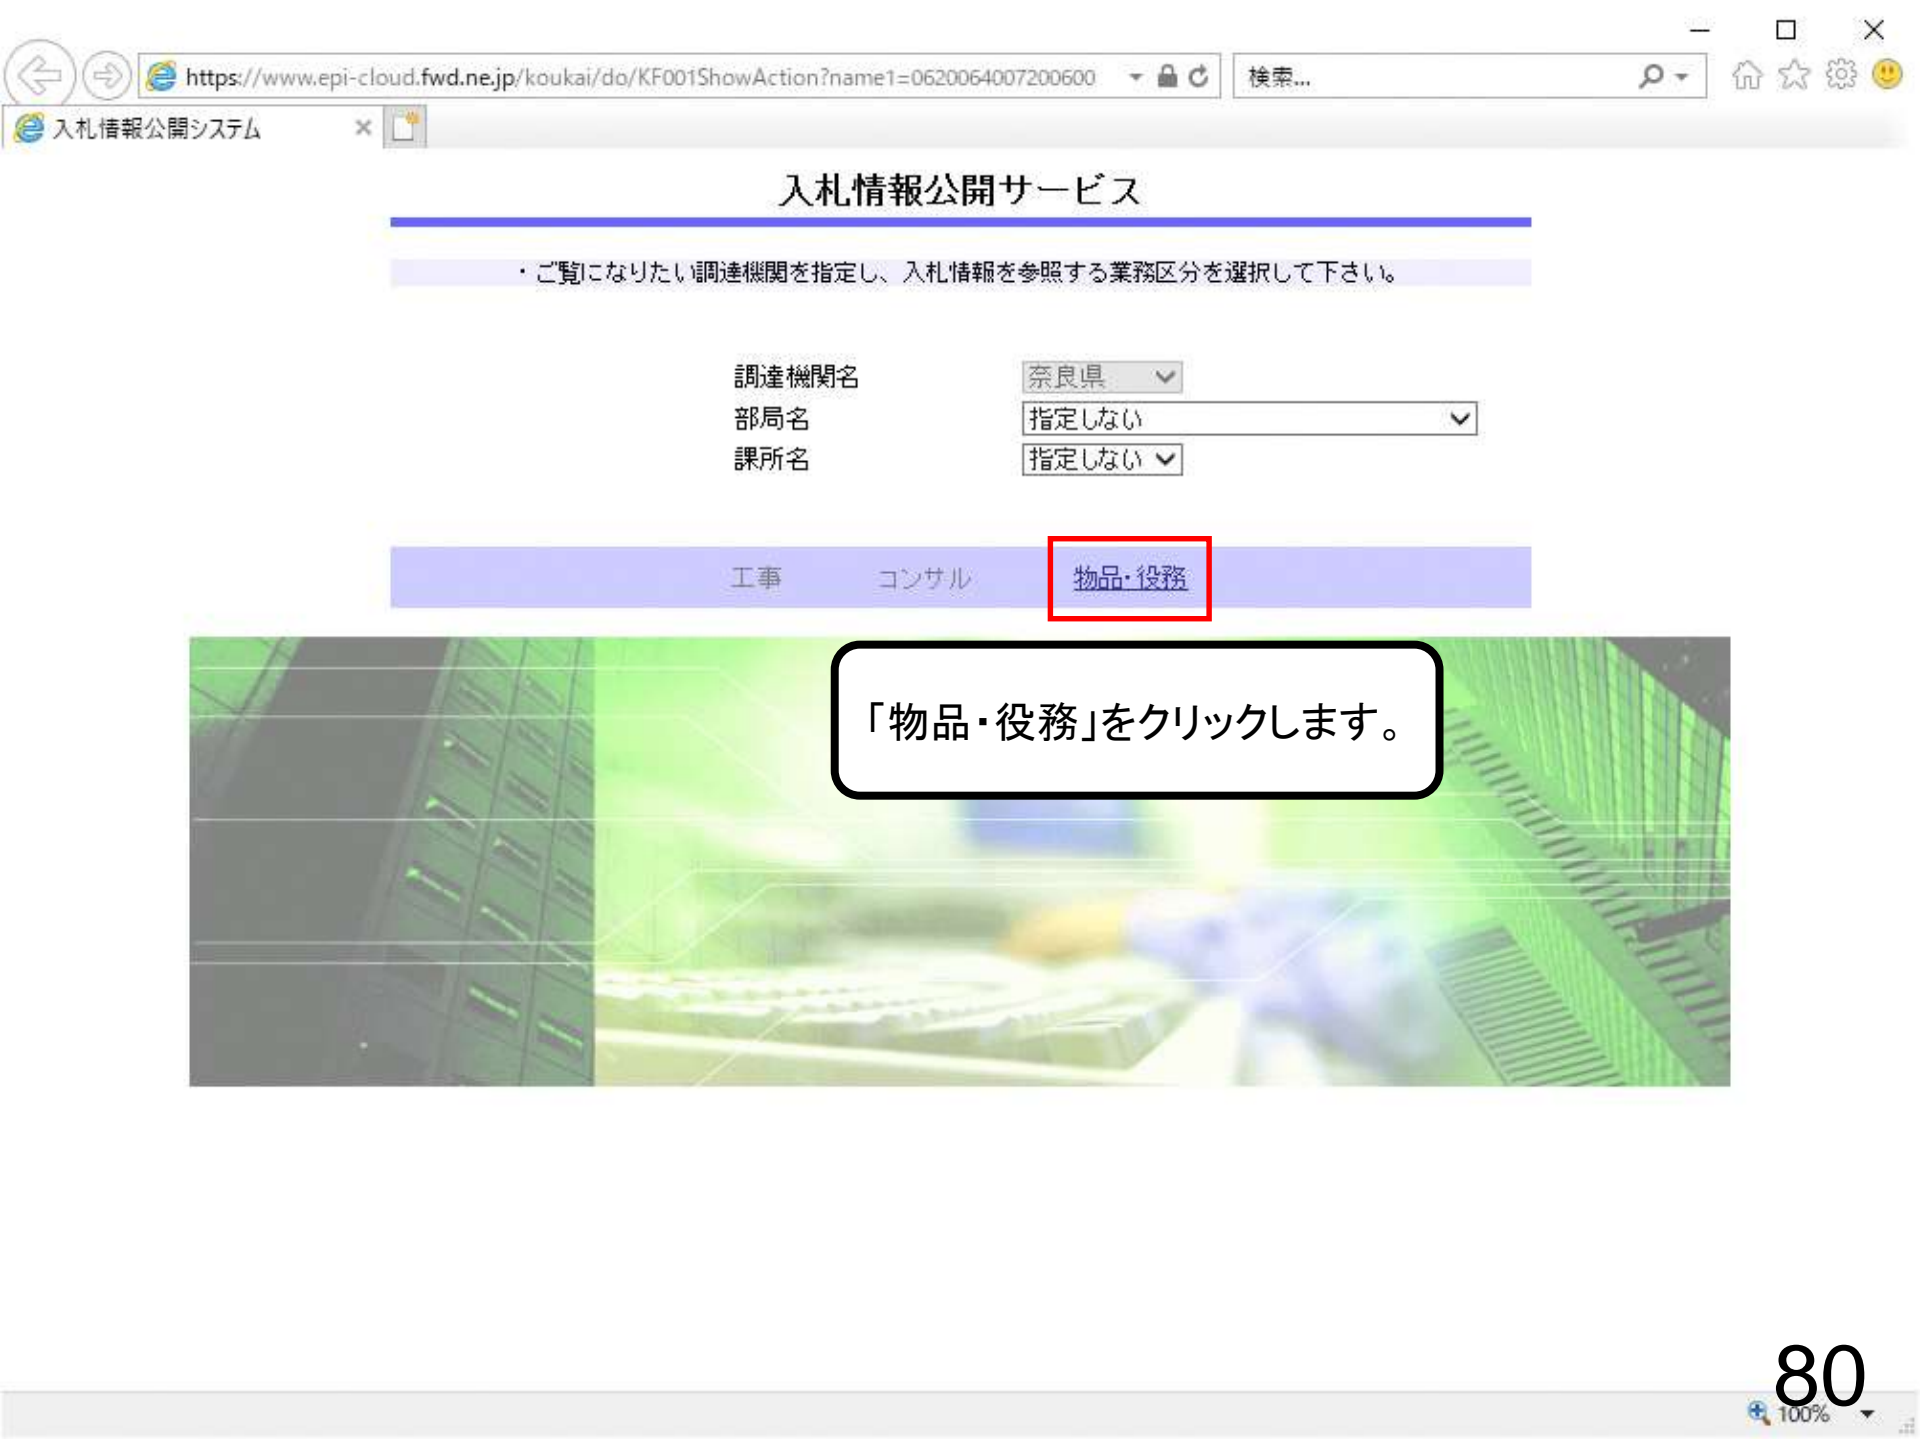 https://www.epi-cloud.fwd.ne.jp/koukai/do/KF001ShowAction?name1=0620064007200600
検索...
入札情報公開システム
入札情報公開サービス
・ご覧になりたい調達機関を指定し、入札情報を参照する業務区分を選択して下さい。
調達機関名 奈良県
部局名 指定しない
課所名 指定しない
工事 コンサル 物品・役務
「物品・役務」をクリックします。
80
100%